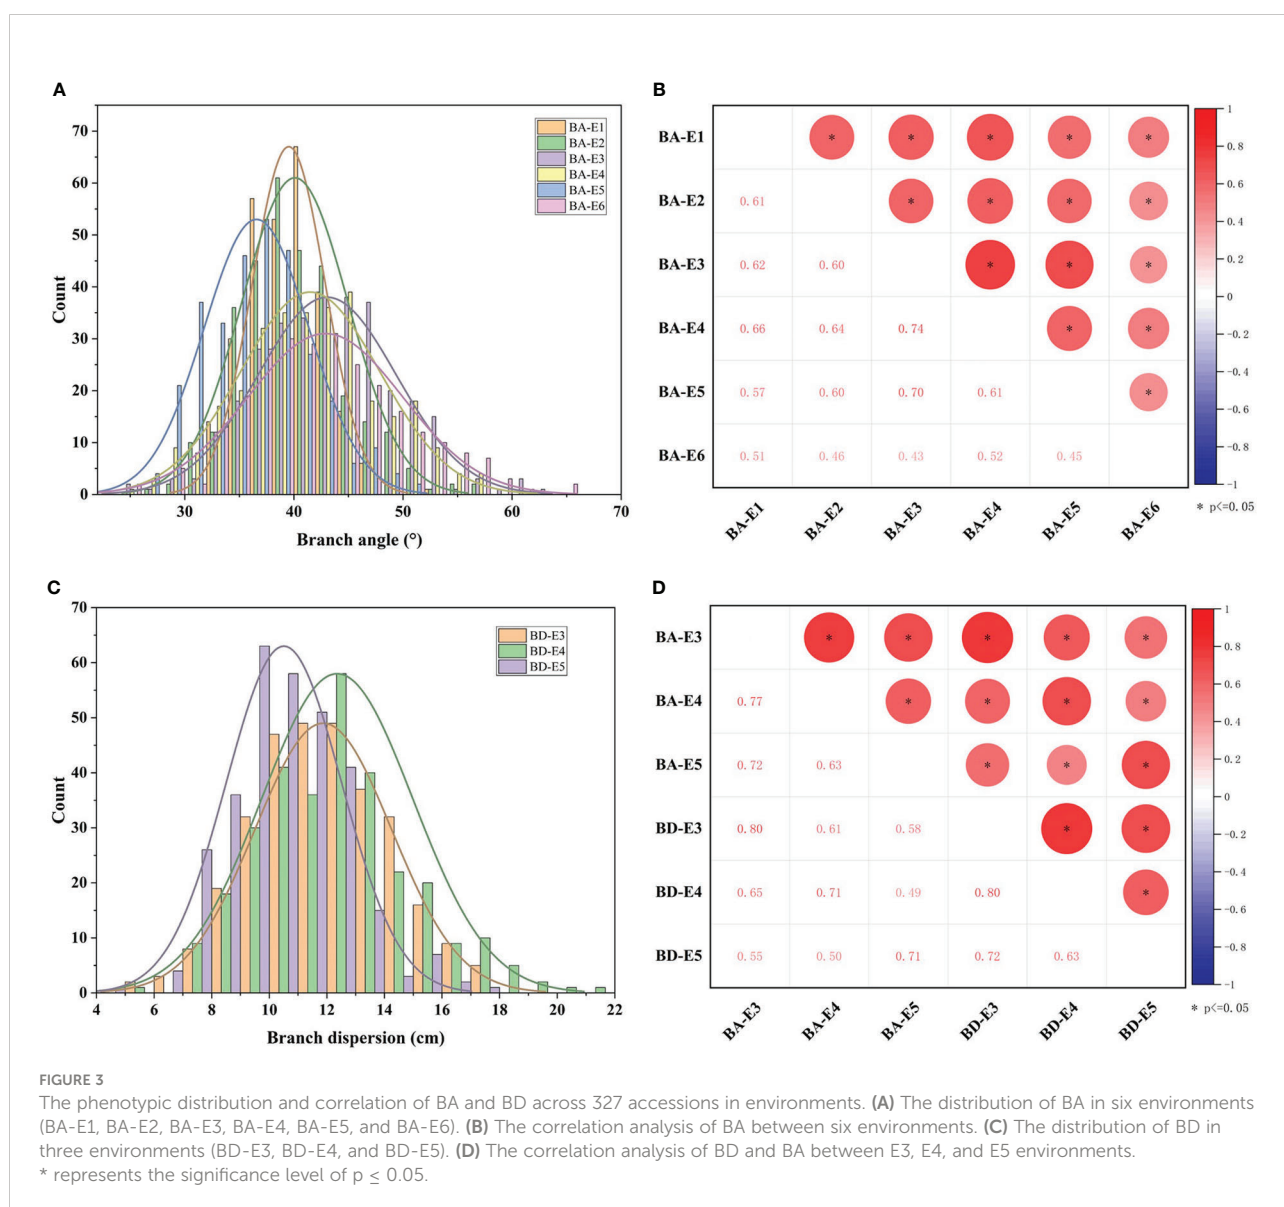 A
Count
70
60
50
40
30
20
10
0
30 40 50 60 70
Branch angle (°)
BA-E1
BA-E2
BA-E3
BA-E4
BA-E5
BA-E6
B
BA-E1 * * * * *
BA-E2 0.61 * * * *
BA-E3 0.62 0.60 * * *
BA-E4 0.66 0.64 0.74 * *
BA-E5 0.57 0.60 0.70 0.61 *
BA-E6 0.51 0.46 0.43 0.52 0.45
BA-E1 BA-E2 BA-E3 BA-E4 BA-E5 BA-E6
1
0.8
0.6
0.4
0.2
0
-0.2
-0.4
-0.6
-0.8
-1
* p<=0.05
C
Count
70
60
50
40
30
20
10
0
4 6 8 10 12 14 16 18 20 22
Branch dispersion (cm)
BD-E3
BD-E4
BD-E5
D
BA-E3 * * * * *
BA-E4 0.77 * * * *
BA-E5 0.72 0.63 * * *
BD-E3 0.80 0.61 0.58 * *
BD-E4 0.65 0.71 0.49 0.80 *
BD-E5 0.55 0.50 0.71 0.72 0.63
BA-E3 BA-E4 BA-E5 BD-E3 BD-E4 BD-E5
1
0.8
0.6
0.4
0.2
0
-0.2
-0.4
-0.6
-0.8
-1
* p<=0.05
FIGURE 3
The phenotypic distribution and correlation of BA and BD across 327 accessions in environments. (A) The distribution of BA in six environments
(BA-E1, BA-E2, BA-E3, BA-E4, BA-E5, and BA-E6). (B) The correlation analysis of BA between six environments. (C) The distribution of BD in
three environments (BD-E3, BD-E4, and BD-E5). (D) The correlation analysis of BD and BA between E3, E4, and E5 environments.
* represents the significance level of p ≤ 0.05.